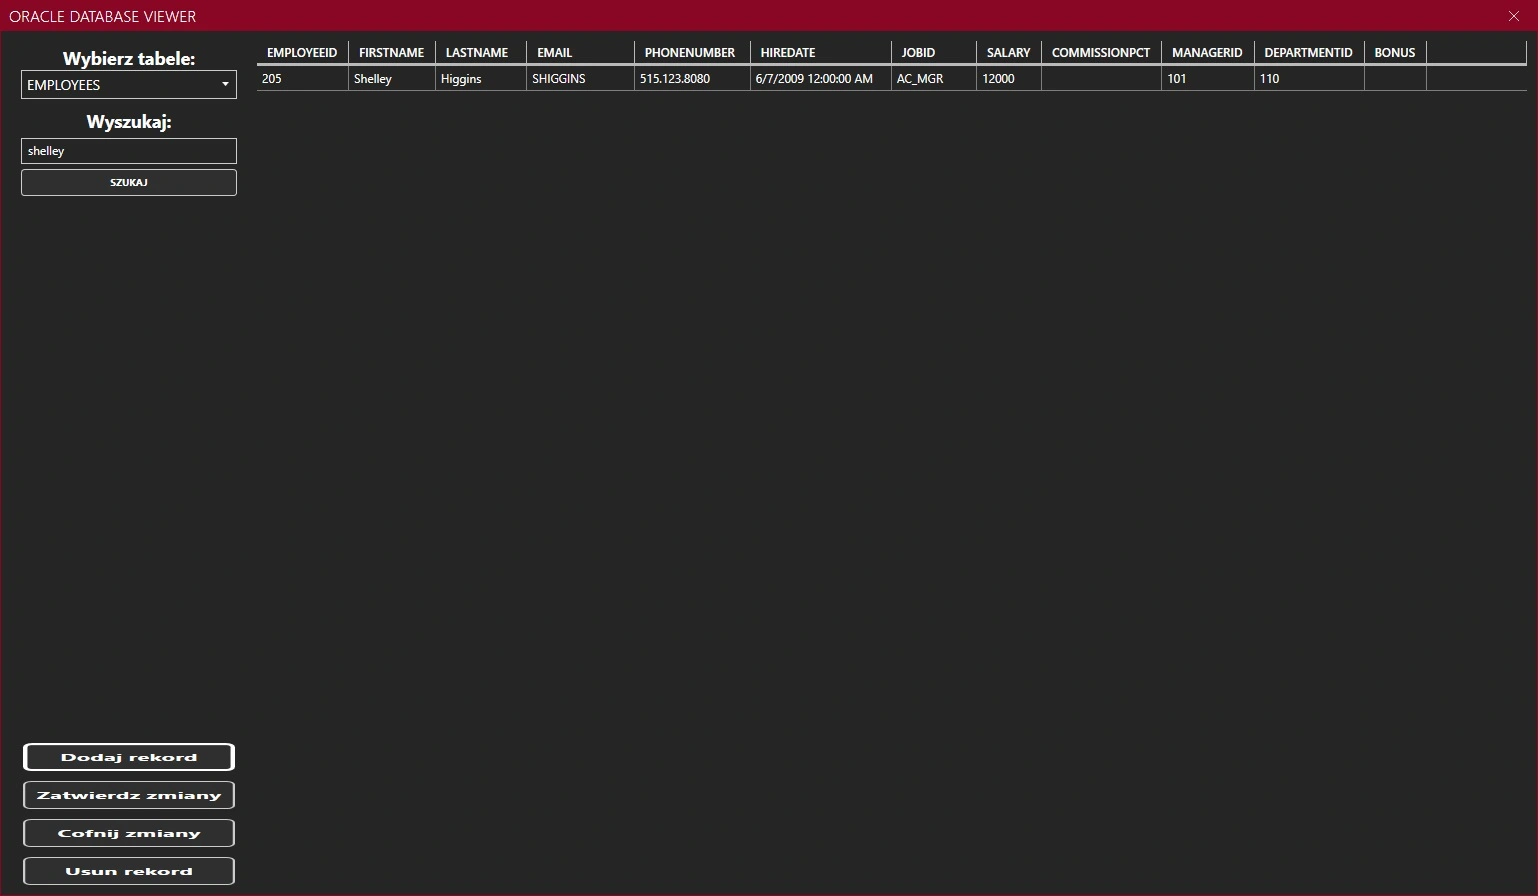 ORACLE DATABASE VIEWER
Wybierz tabele:
EMPLOYEES
Wyszukaj:
shelley
SZUKAJ
EMPLOYEEID FIRSTNAME LASTNAME EMAIL PHONENUMBER HIREDATE JOBID SALARY COMMISSIONPCT MANAGERID DEPARTMENTID BONUS
205 Shelley Higgins SHIGGINS 515.123.8080 6/7/2009 12:00:00 AM AC_MGR 12000 101 110
Dodaj rekord
Zatwierdz zmiany
Cofnij zmiany
Usun rekord